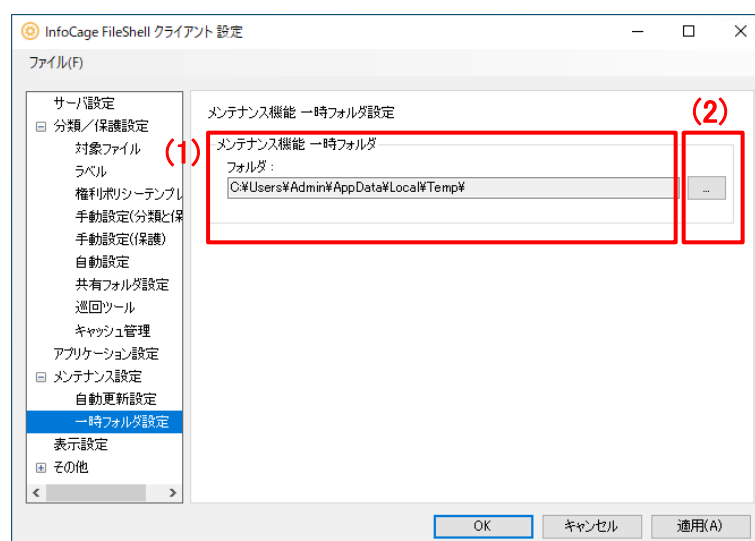 InfoCage FileShell クライアント 設定
ファイル(F)
サーバ設定
分類／保護設定
対象ファイル
ラベル
権利ポリシーテンプレ
手動設定(分類と保
手動設定((保護)
自動設定
共有フォルダ設定
巡回ツール
キャッシュ管理
アプリケーション設定
メンテナンス設定
自動更新設定
一時フォルダ設定
表示設定
その他
メンテナンス機能 一時フォルダ設定
(1)
(2)
メンテナンス機能 一時フォルダ
フォルダ :
C:¥Users¥Admin¥AppData¥Local¥Temp¥
...
OK
キャンセル
適用(A)